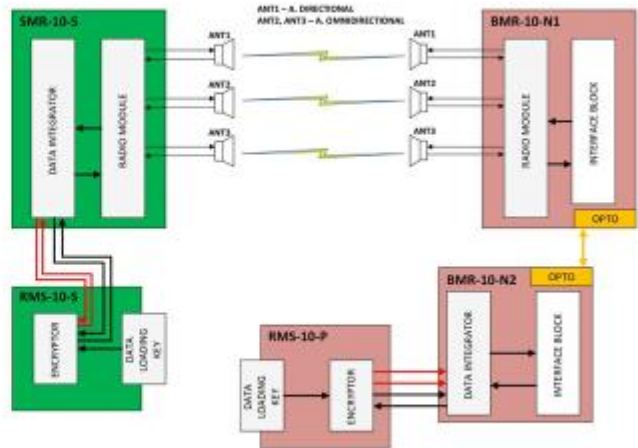 ANT1 – A. DIRECTIONAL
ANT2, ANT3 – A. OMNIDIRECTIONAL
SMR-10-S
DATA INTEGRATOR
RADIO MODULE
ANT1
ANT2
ANT3
ANT1
ANT2
ANT3
BMR-10-N1
RADIO MODULE
INTERFACE BLOCK
OPTO
RMS-10-S
ENCRYPTOR
DATA LOADING KEY
RMS-10-P
DATA LOADING KEY
ENCRYPTOR
BMR-10-N2
OPTO
DATA INTEGRATOR
INTERFACE BLOCK